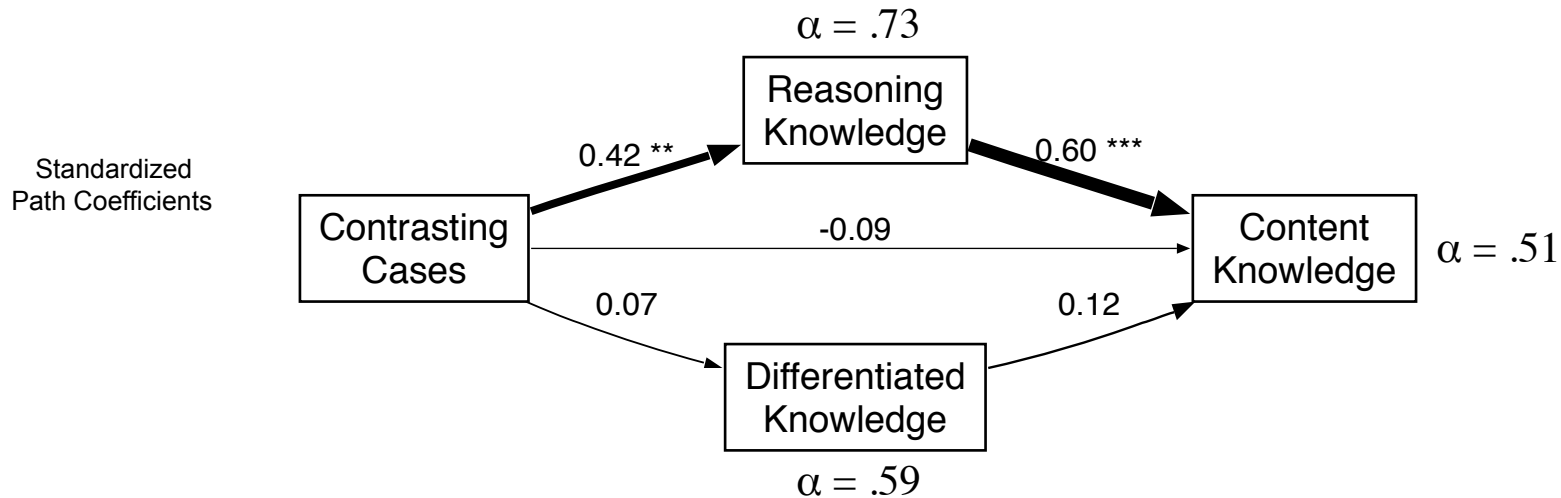 α = .73
Reasoning
Knowledge
0.42 **
0.60 ***
Standardized
Path Coefficients
Contrasting
Cases
-0.09
Content
Knowledge
α = .51
0.07
0.12
Differentiated
Knowledge
α = .59